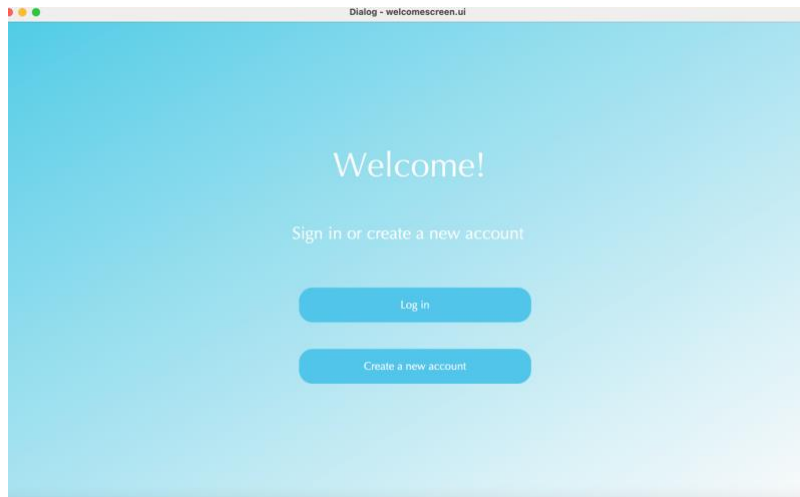 Dialog - welcomescreen.ui
Welcome!
Sign in or create a new account
Log in
Create a new account